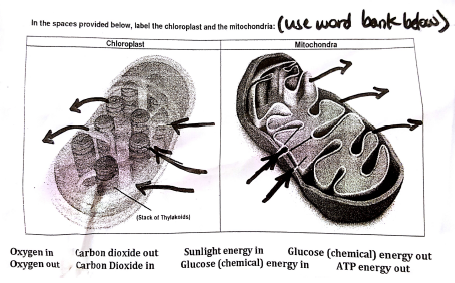 In the spaces provided below, label the chloroplast and the mitochondria: (use word bank below)
Chloroplast Mitochondra
(Stack of Thylakoids)
Oxygen in Carbon dioxide out Sunlight energy in Glucose (chemical) energy out
Oxygen out Carbon Dioxide in Glucose (chemical) energy in ATP energy out